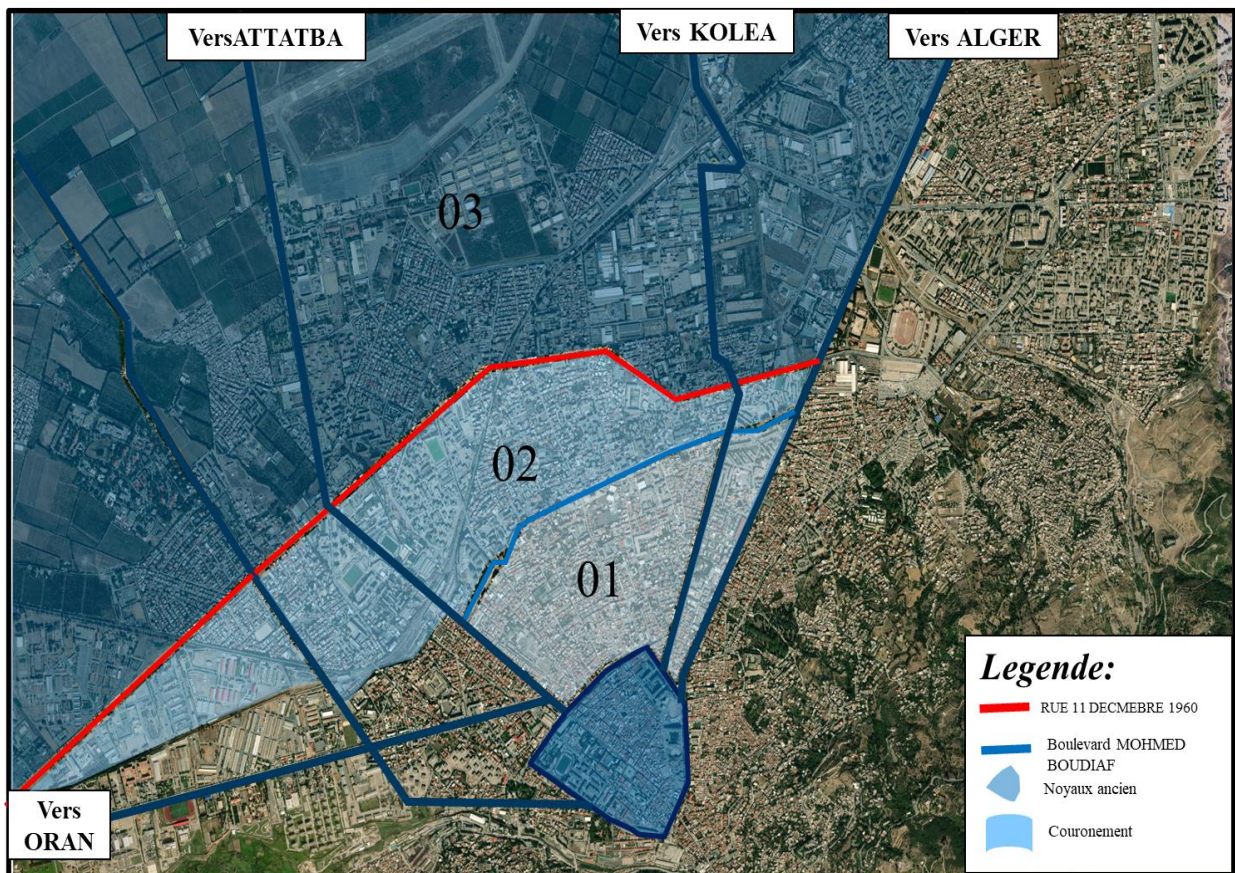 VersATTATBA
Vers KOLEA
Vers ALGER
03
02
01
Vers
ORAN
Legende:
RUE 11 DECMEBRE 1960
Boulevard MOHMED
BOUDIAF
Noyaux ancien
Couronement